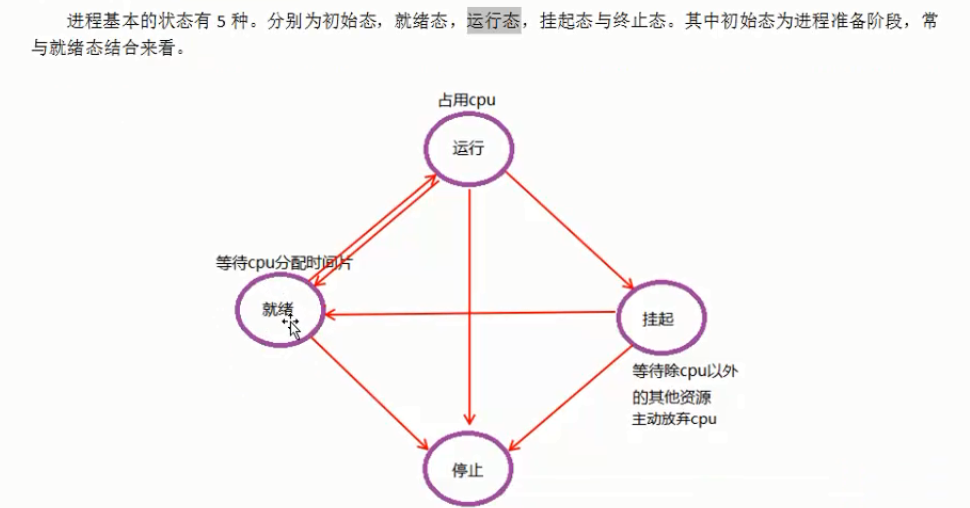 进程基本的状态有 5 种。分别为初始态，就绪态，运行态，挂起态与终止态。其中初始态为进程准备阶段，常
与就绪态结合来看。
占用cpu
运行
等待cpu分配时间片
就绪
挂起
等待除cpu以外
的其他资源
主动放弃cpu
停止